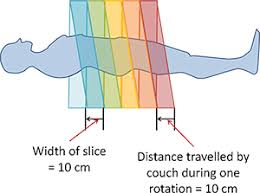 Width of slice
= 10 cm
Distance travelled by
couch during one
rotation = 10 cm